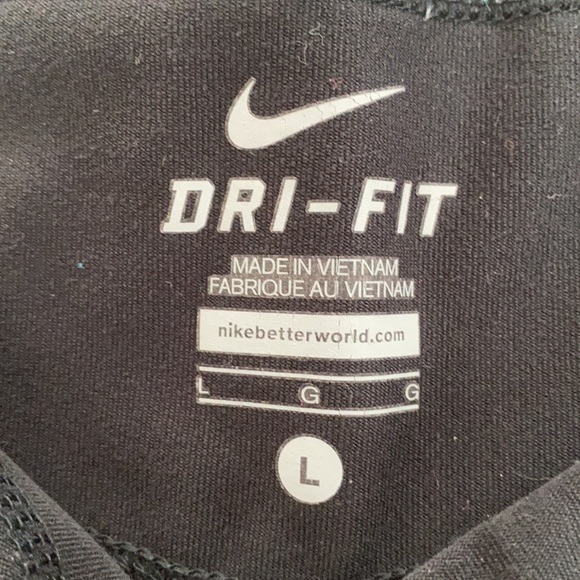 DRI-FIT
MADE IN VIETNAM
FABRIQUE AU VIETNAM
nikebetterworld.com
L G G
L